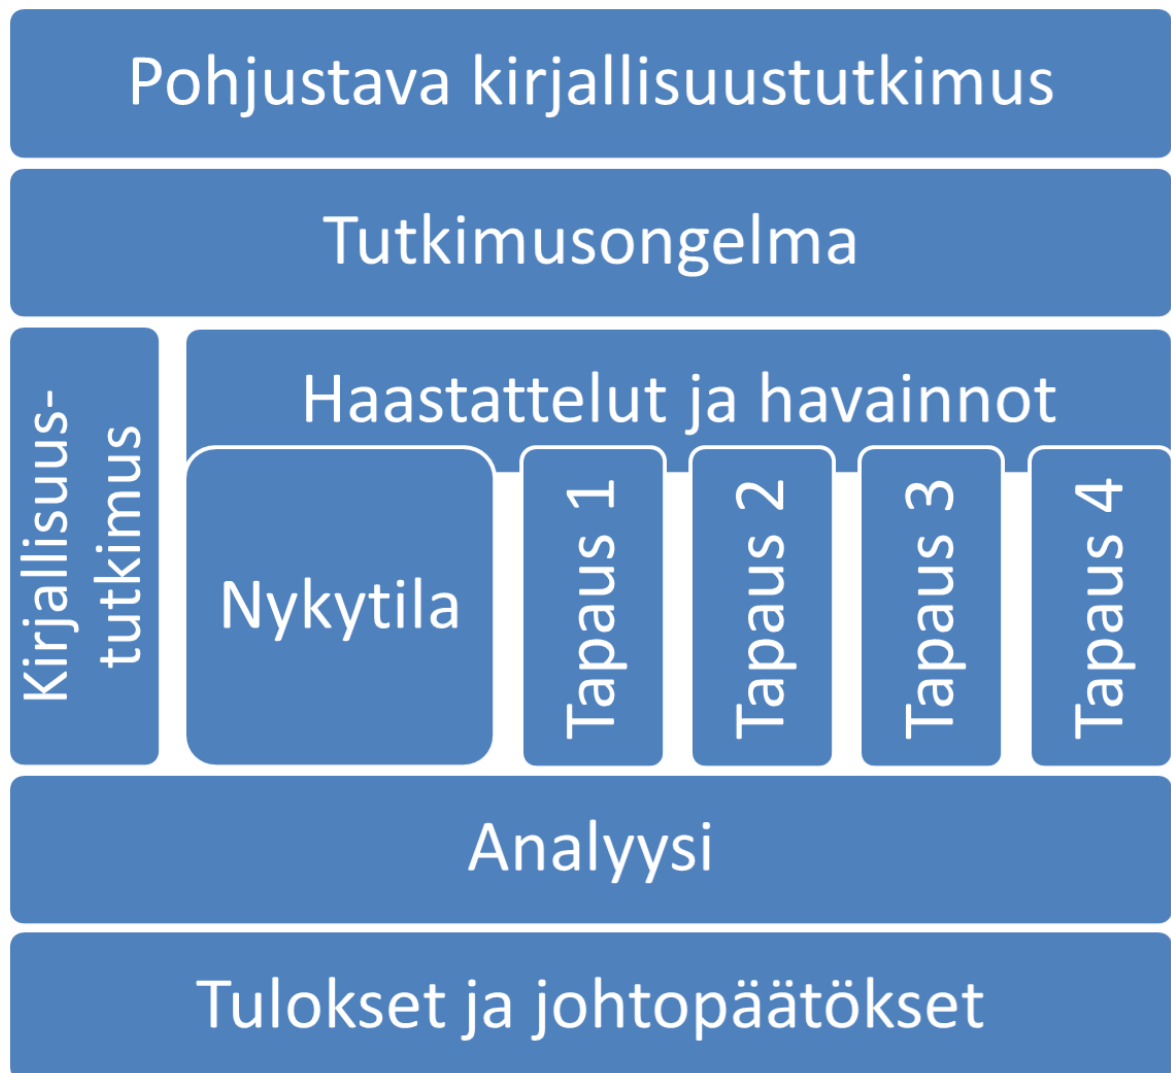 Pohjustava kirjallisuustutkimus
Tutkimusongelma
Kirjallisuus-
tutkimus
Haastattelut ja havainnot
Nykytila
Tapaus 1
Tapaus 2
Tapaus 3
Tapaus 4
Analyysi
Tulokset ja johtopäätökset